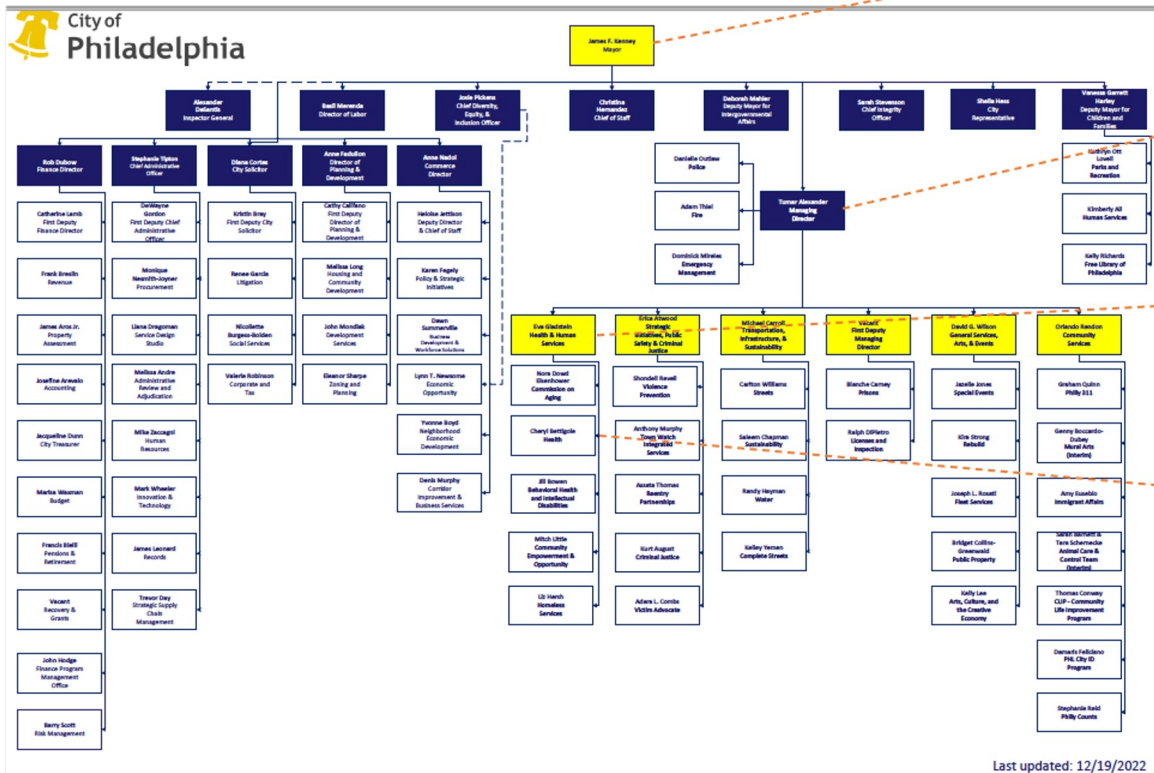 City of
Philadelphia
James F. Kenney
Mayor
Alexander
DeSantis
Inspector General
Basil Merenda
Director of Labor
Josie Pickens
Chief Diversity,
Equity, &
Inclusion Officer
Christina
Hernandez
Chief of Staff
Deborah Mahler
Deputy Mayor for
Intergovernmental
Affairs
Sarah Stevenson
Chief Integrity
Officer
Sheila Hess
City
Representative
Vanessa Garrett
Harley
Deputy Mayor for
Children and
Families
Rob Dubow
Finance Director
Stephanie Tipton
Chief Administrative
Officer
Diana Cortes
City Solicitor
Anne Fadullon
Director of
Planning &
Development
Anne Nadol
Commerce
Director
Danielle Outlaw
Police
Adam Thiel
Fire
Dominick Mireles
Emergency
Management
Tumar Alexander
Managing
Director
Kathryn Ott
Lovell
Parks and
Recreation
Kimberly Ali
Human Services
Kelly Richards
Free Library of
Philadelphia
Catherine Lamb
First Deputy
Finance Director
Frank Breslin
Revenue
James Aros Jr.
Property
Assessment
Josefine Arevalo
Accounting
Jacqueline Dunn
City Treasurer
Marisa Waxman
Budget
Francis Bielli
Pensions &
Retirement
Vacant
Recovery &
Grants
John Hodge
Finance Program
Management
Office
Barry Scott
Risk Management
DeWayne
Gordon
First Deputy Chief
Administrative
Officer
Monique
Nesmith-Joyner
Procurement
Liana Dragoman
Service Design
Studio
Melissa Andre
Administrative
Review and
Adjudication
Mike Zaccagni
Human
Resources
Mark Wheeler
Innovation &
Technology
James Leonard
Records
Trevor Day
Strategic Supply
Chain
Management
Kristin Bray
First Deputy City
Solicitor
Renee Garcia
Litigation
Nicollette
Burgess-Bolden
Social Services
Valerie Robinson
Corporate and
Tax
Cathy Califano
First Deputy
Director of
Planning &
Development
Melissa Long
Housing and
Community
Development
John Mondlak
Development
Services
Eleanor Sharpe
Zoning and
Planning
Heloise Jettison
Deputy Director
& Chief of Staff
Karen Fegely
Policy & Strategic
Initiatives
Dawn
Summerville
Business
Development &
Workforce Solutions
Lynn T. Newsome
Economic
Opportunity
Yvonne Boyd
Neighborhood
Economic
Development
Denis Murphy
Corridor
Improvement &
Business Services
Eva Gladstein
Health & Human
Services
Nora Dowd
Eisenhower
Commission on
Aging
Cheryl Bettigole
Health
Jill Bowen
Behavioral Health
and Intellectual
Disabilities
Mitch Little
Community
Empowerment &
Opportunity
Liz Hersh
Homeless
Services
Erica Atwood
Strategic
Initiatives, Public
Safety & Criminal
Justice
Shondell Revell
Violence
Prevention
Anthony Murphy
Town Watch
Integrated
Services
Assata Thomas
Reentry
Partnerships
Kurt August
Criminal Justice
Adara L. Combs
Victim Advocate
Michael Carroll
Transportation,
Infrastructure, &
Sustainability
Carlton Williams
Streets
Saleem Chapman
Sustainability
Randy Hayman
Water
Kelley Yemen
Complete Streets
Vacant
First Deputy
Managing
Director
Blanche Carney
Prisons
Ralph DiPietro
Licenses and
Inspection
David G. Wilson
General Services,
Arts, & Events
Jazelle Jones
Special Events
Kira Strong
Rebuild
Joseph L. Rosati
Fleet Services
Bridget Collins-
Greenwald
Public Property
Kelly Lee
Arts, Culture, and
the Creative
Economy
Orlando Rendon
Community
Services
Graham Quinn
Philly 311
Genny Boccardo-
Dubey
Mural Arts
(Interim)
Amy Eusebio
Immigrant Affairs
Sarah Barnett &
Tara Schernecke
Animal Care &
Control Team
(Interim)
Thomas Conway
CLIP - Community
Life Improvement
Program
Damaris Feliciano
PHL City ID
Program
Stephanie Reid
Philly Counts
Last updated: 12/19/2022